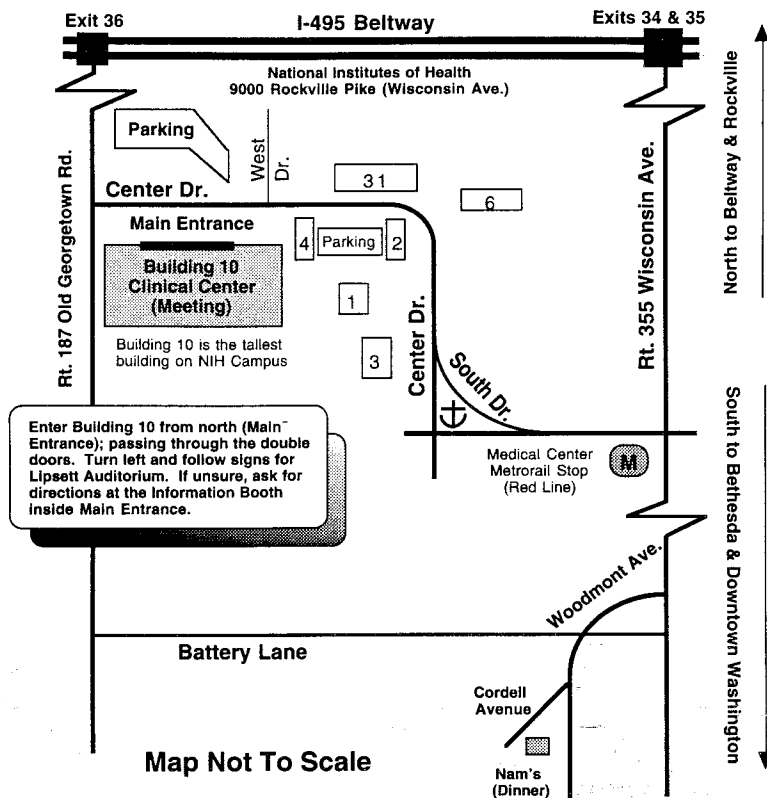 Exit 36
I-495 Beltway
Exits 34 & 35
National Institutes of Health
9000 Rockville Pike (Wisconsin Ave.)
North to Beltway & Rockville
Parking
West
Dr.
31
6
Center Dr.
Rt. 187 Old Georgetown Rd.
Rt. 355 Wisconsin Ave.
Main Entrance
4
Parking
2
Building 10
Clinical Center
(Meeting)
1
Center Dr.
Building 10 is the tallest
building on NIH Campus
3
South Dr.
Enter Building 10 from north (Main
Entrance); passing through the double
doors. Turn left and follow signs for
Lipsett Auditorium. If unsure, ask for
directions at the Information Booth
inside Main Entrance.
Medical Center
Metrorail Stop
(Red Line)
M
South to Bethesda & Downtown Washington
Woodmont Ave.
Battery Lane
Cordell
Avenue
Map Not To Scale
Nam's
(Dinner)